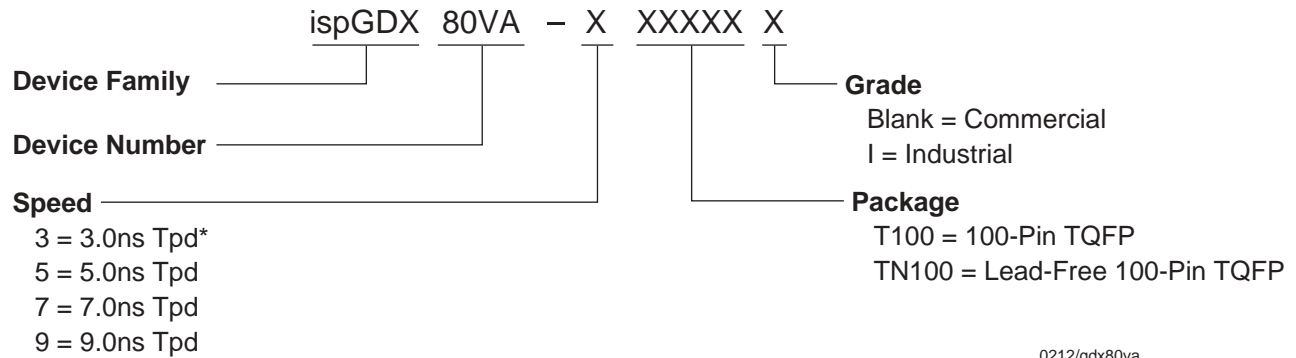 ispGDX 80VA – X XXXXX X
Device Family
Device Number
Speed
3 = 3.0ns Tpd*
5 = 5.0ns Tpd
7 = 7.0ns Tpd
9 = 9.0ns Tpd
Grade
Blank = Commercial
I = Industrial
Package
T100 = 100-Pin TQFP
TN100 = Lead-Free 100-Pin TQFP
0212/gdx80va